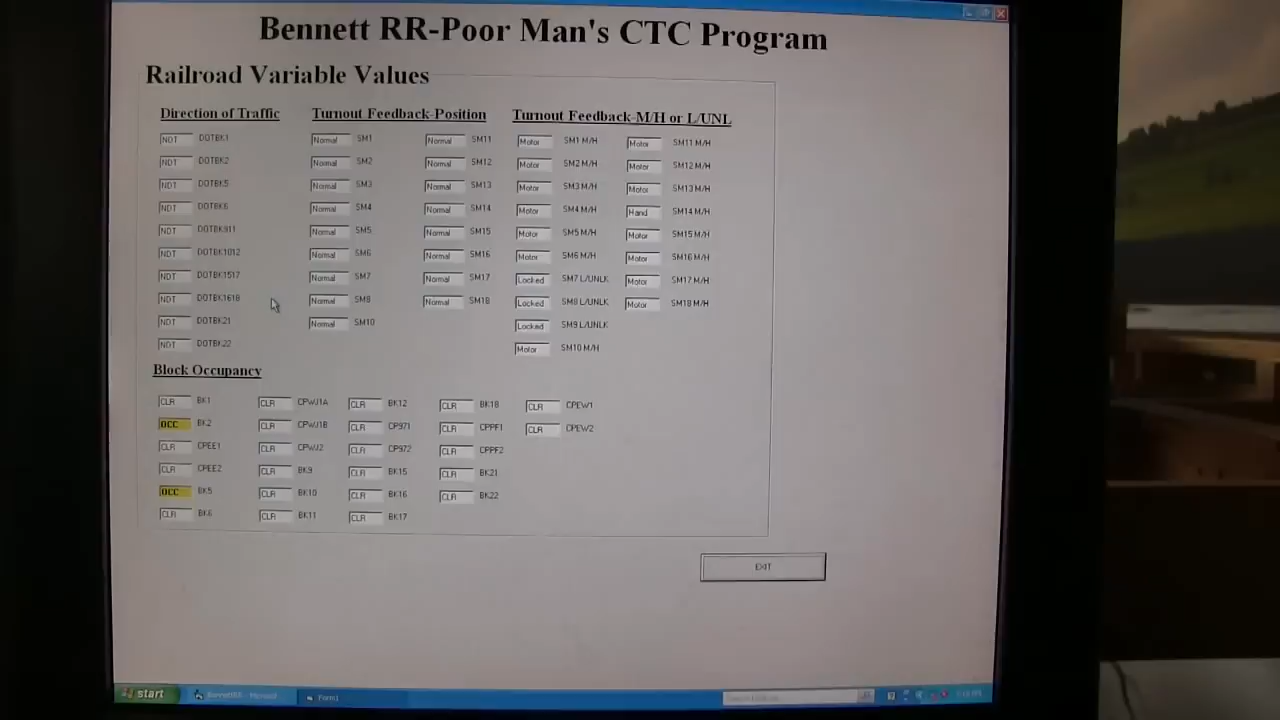 Bennett RR-Poor Man's CTC Program
Railroad Variable Values
Direction of Traffic
NDT DOTBK1
NDT DOTBK2
NDT DOTBK5
NDT DOTBK6
NDT DOTBK911
NDT DOTBK1012
NDT DOTBK1517
NDT DOTBK1618
NDT DOTBK21
NDT DOTBK22
Turnout Feedback-Position
Normal SM1 Normal SM11
Normal SM2 Normal SM12
Normal SM3 Normal SM13
Normal SM4 Normal SM14
Normal SM5 Normal SM15
Normal SM6 Normal SM16
Normal SM7 Normal SM17
Normal SM8 Normal SM18
Normal SM10
Turnout Feedback-M/H or L/UNL
Motor SM1 M/H Motor SM11 M/H
Motor SM2 M/H Motor SM12 M/H
Motor SM3 M/H Motor SM13 M/H
Motor SM4 M/H Hand SM14 M/H
Motor SM5 M/H Motor SM15 M/H
Motor SM6 M/H Motor SM16 M/H
Locked SM7 L/UNLK Motor SM17 M/H
Locked SM8 L/UNLK Motor SM18 M/H
Locked SM9 L/UNLK
Motor SM10 M/H
Block Occupancy
CLR BK1 CLR CPWJ1A CLR BK12 CLR BK18 CLR CPEW1
OCC BK2 CLR CPWJ1B CLR CP971 CLR CPPF1 CLR CPEW2
CLR CPEE1 CLR CPWJ2 CLR CP972 CLR CPPF2
CLR CPEE2 CLR BK9 CLR BK15 CLR BK21
OCC BK5 CLR BK10 CLR BK16 CLR BK22
CLR BK6 CLR BK11 CLR BK17
EXIT
start
Form1